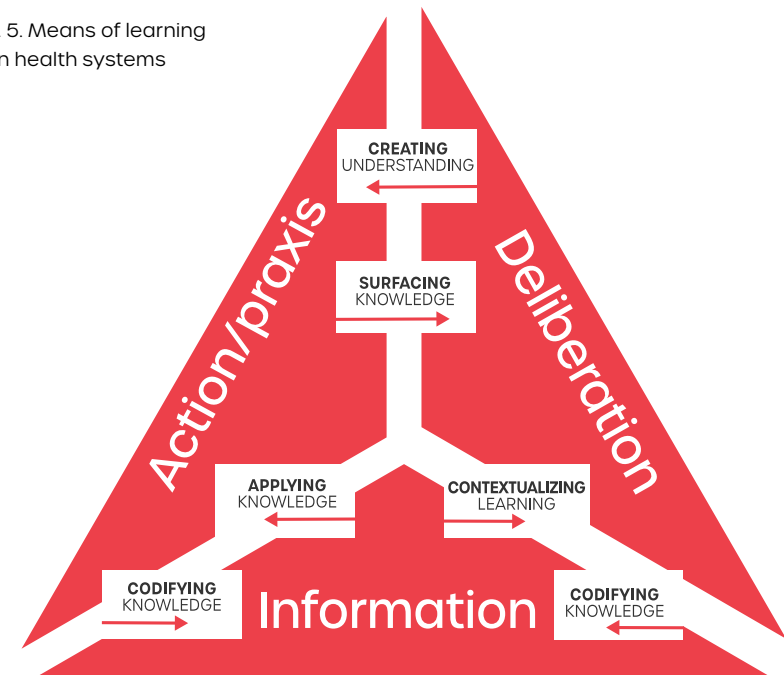 5. Means of learning
n health systems
CREATING
UNDERSTANDING
SURFACING
KNOWLEDGE
Action/praxis
Deliberation
APPLYING
KNOWLEDGE
CONTEXTUALIZING
LEARNING
CODIFYING
KNOWLEDGE
Information
CODIFYING
KNOWLEDGE